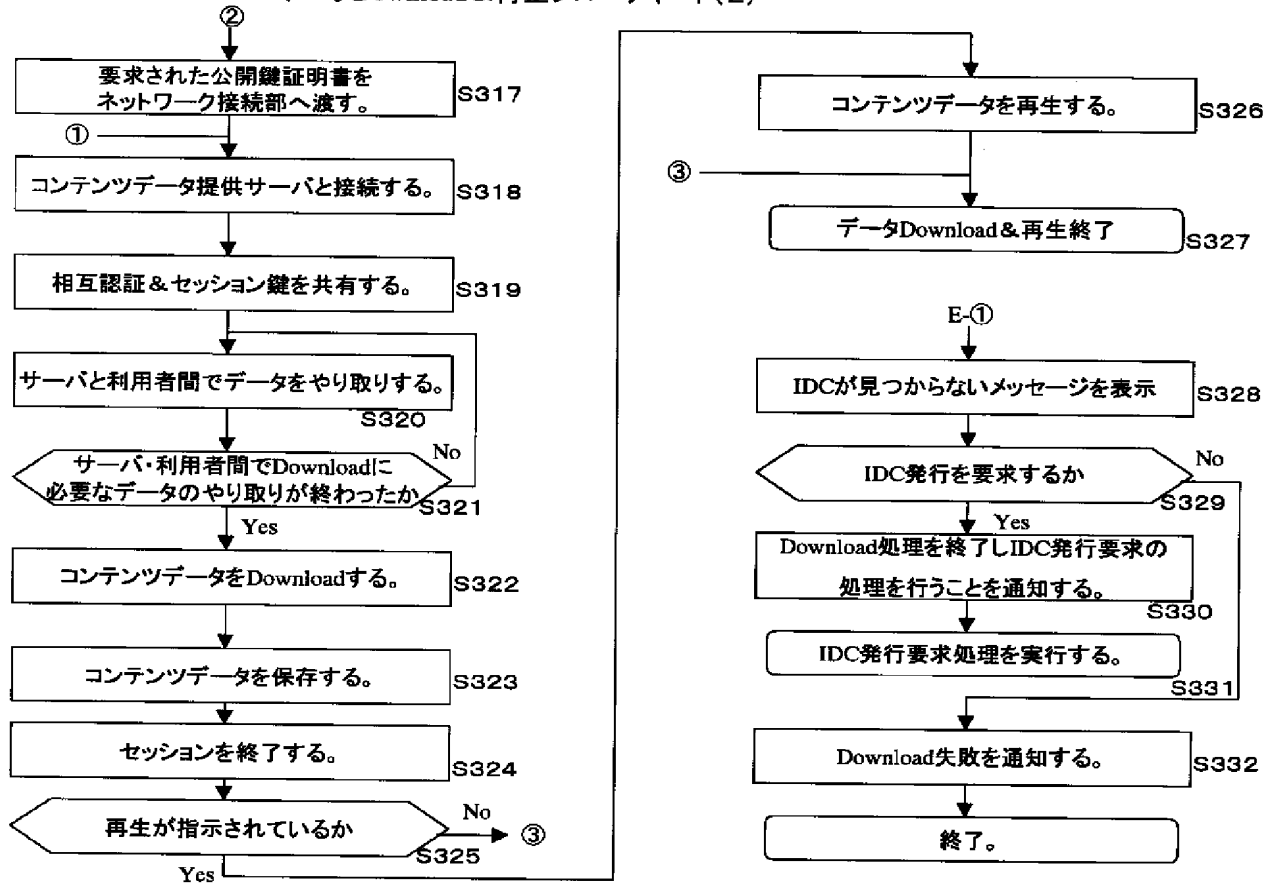 ②
要求された公開鍵証明書を
ネットワーク接続部へ渡す。
S317
①
コンテンツデータ提供サーバと接続する。
S318
相互認証&セッション鍵を共有する。
S319
サーバと利用者間でデータをやり取りする。
S320
サーバ・利用者間でDownloadに
必要なデータのやり取りが終わったか
No
S321
Yes
コンテンツデータをDownloadする。
S322
コンテンツデータを保存する。
S323
セッションを終了する。
S324
再生が指示されているか
No
③
S325
Yes
コンテンツデータを再生する。
S326
③
データDownload&再生終了
S327
E-①
IDCが見つからないメッセージを表示
S328
IDC発行を要求するか
No
S329
Yes
Download処理を終了しIDC発行要求の
処理を行うことを通知する。
S330
IDC発行要求処理を実行する。
S331
Download失敗を通知する。
S332
終了。